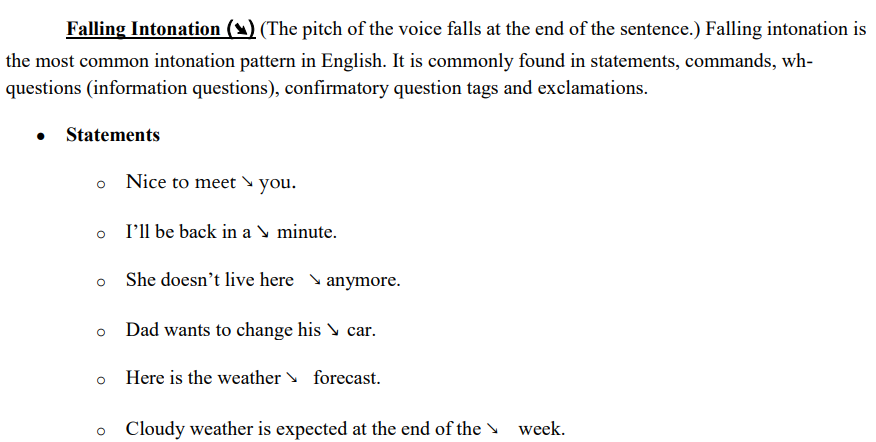 Falling Intonation (↘) (The pitch of the voice falls at the end of the sentence.) Falling intonation is
the most common intonation pattern in English. It is commonly found in statements, commands, wh-
questions (information questions), confirmatory question tags and exclamations.
• Statements
o Nice to meet ↘ you.
o I’ll be back in a ↘ minute.
o She doesn’t live here ↘ anymore.
o Dad wants to change his ↘ car.
o Here is the weather ↘ forecast.
o Cloudy weather is expected at the end of the ↘ week.